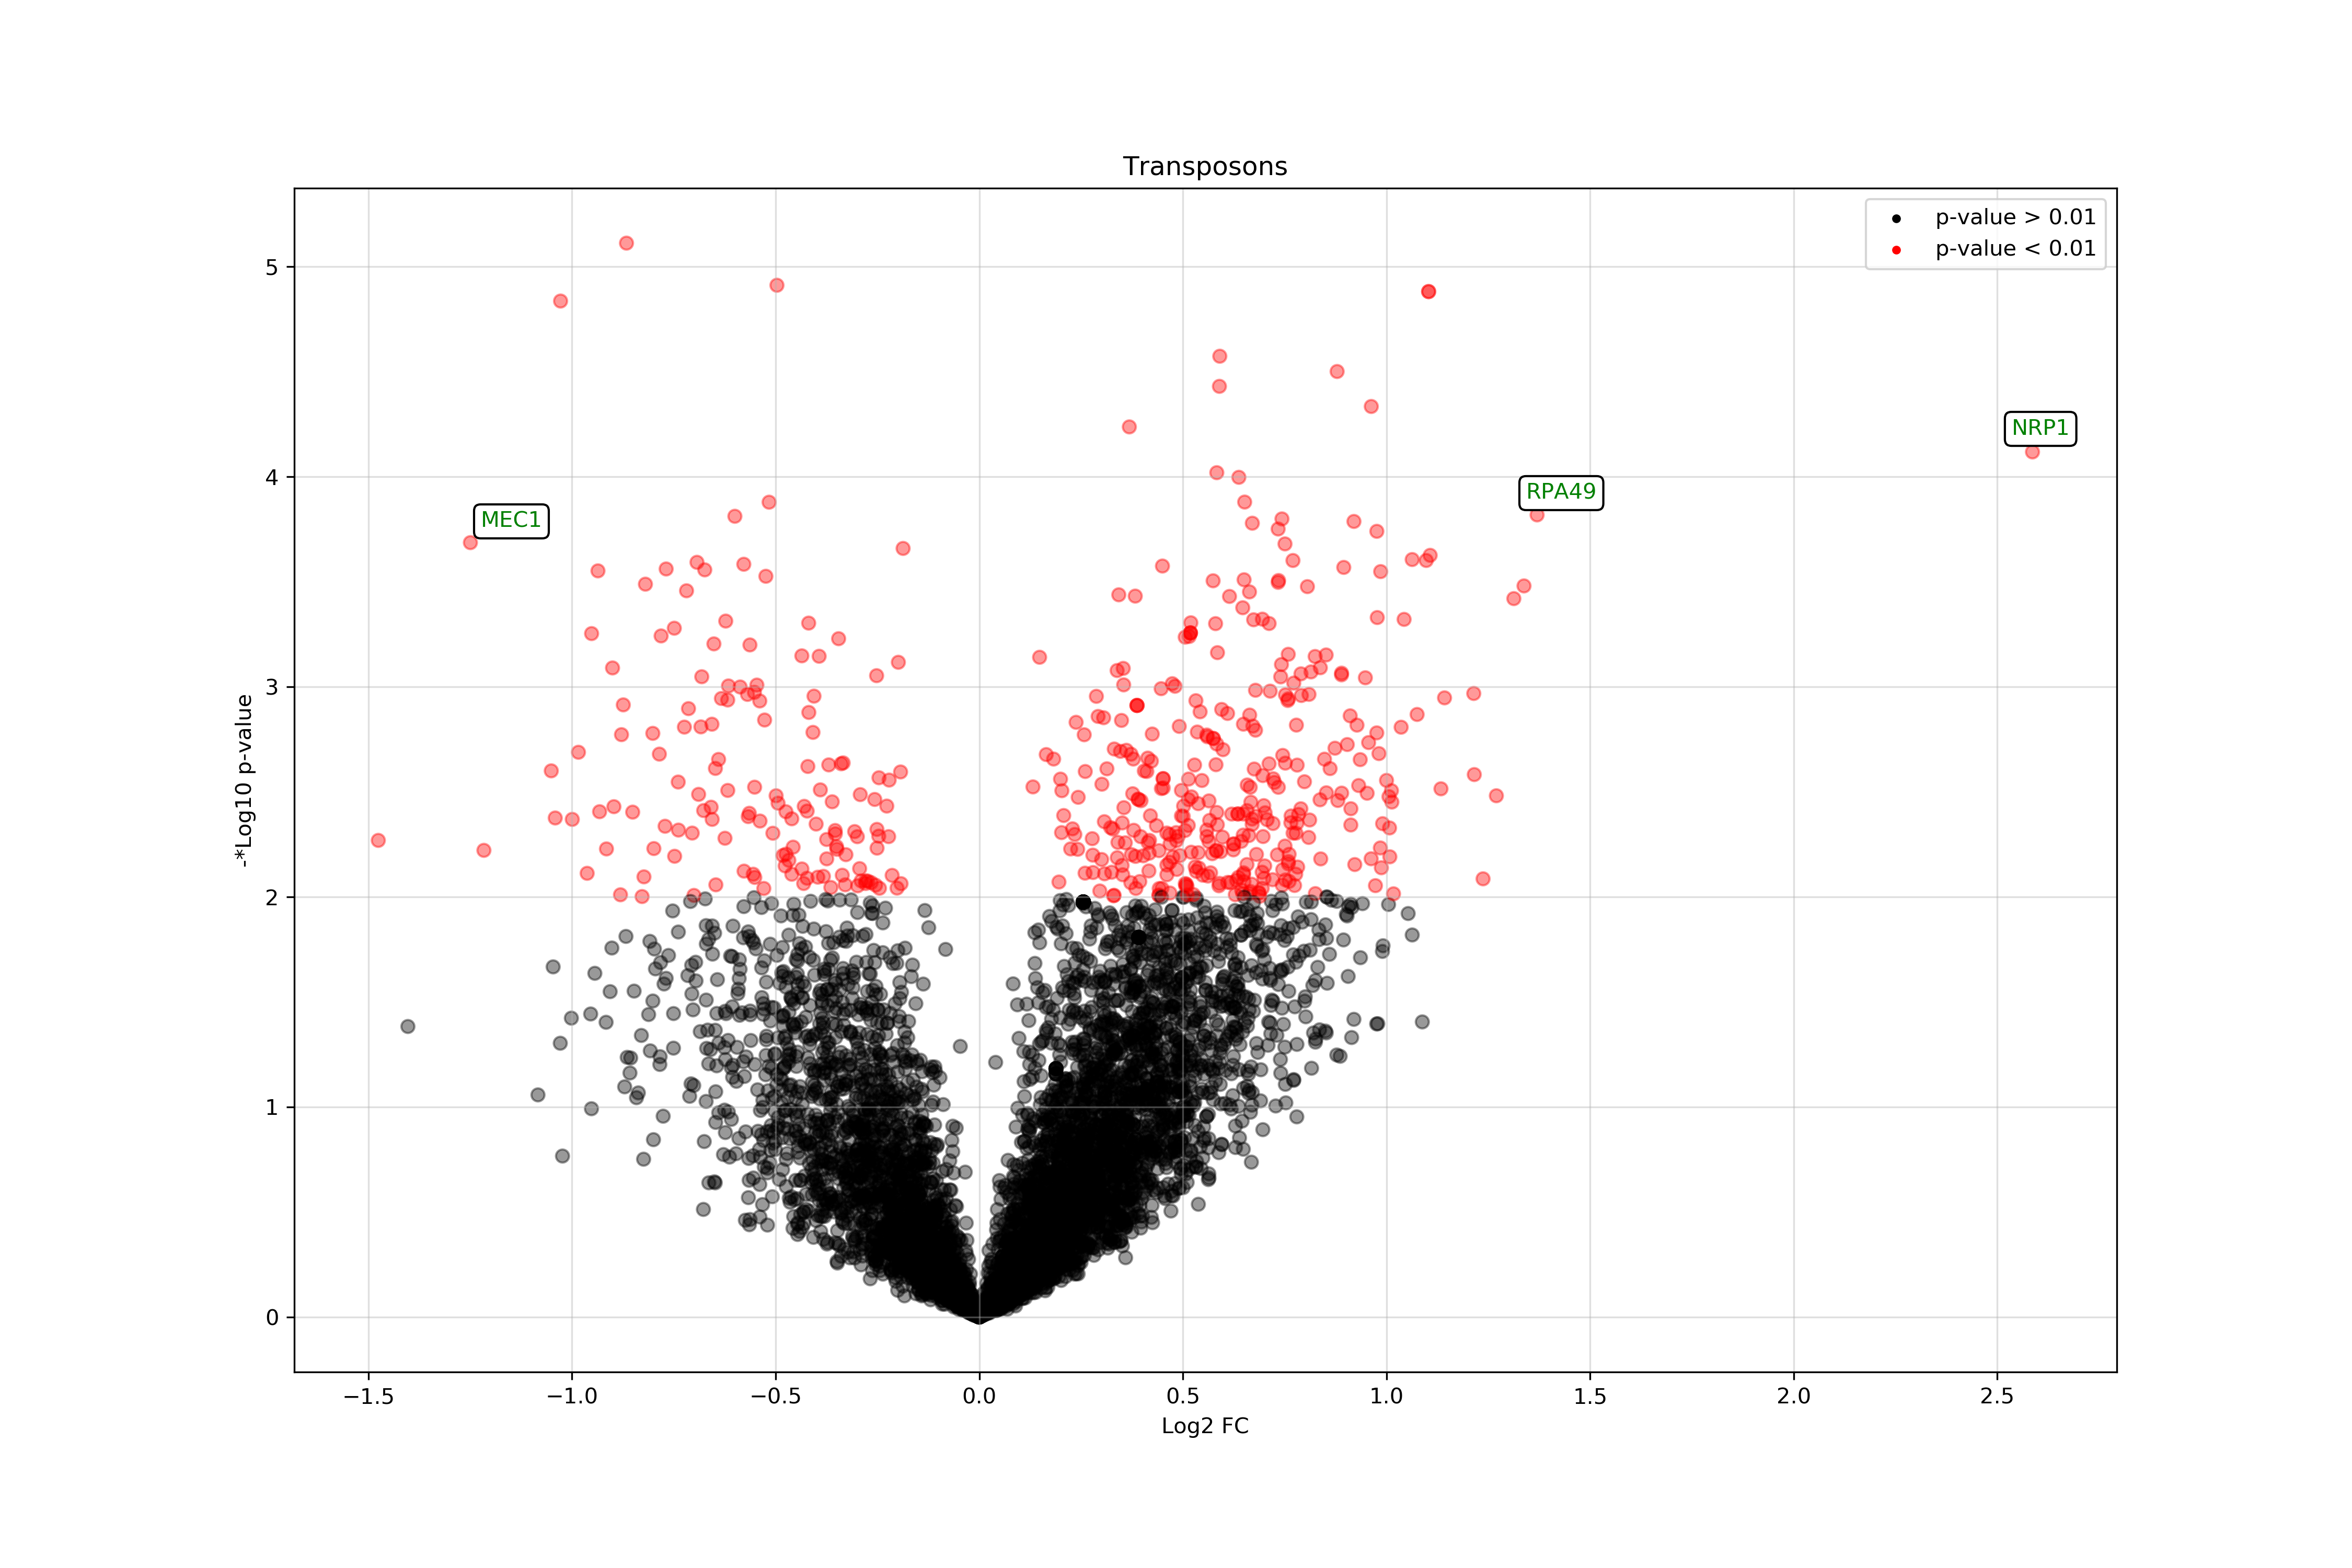 Transposons
p-value > 0.01
p-value < 0.01
NRP1
RPA49
MEC1
-*Log10 p-value
5
4
3
2
1
0
−1.5 −1.0 −0.5 0.0 0.5 1.0 1.5 2.0 2.5
Log2 FC